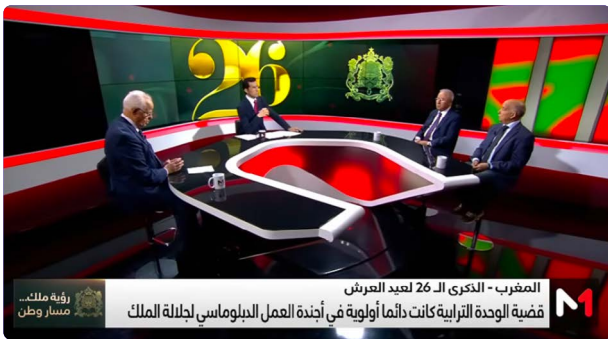 26
المغرب - الذكرى الـ 26 لعيد العرش
قضية الوحدة الترابية كانت دائما أولوية في أجندة العمل الدبلوماسي لجلالة الملك
رؤية ملك...
مسار وطن
M